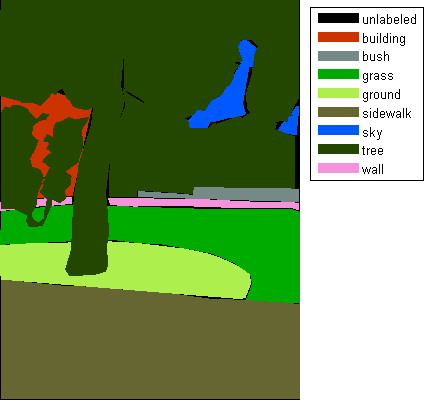 unlabeled
building
bush
grass
ground
sidewalk
sky
tree
wall